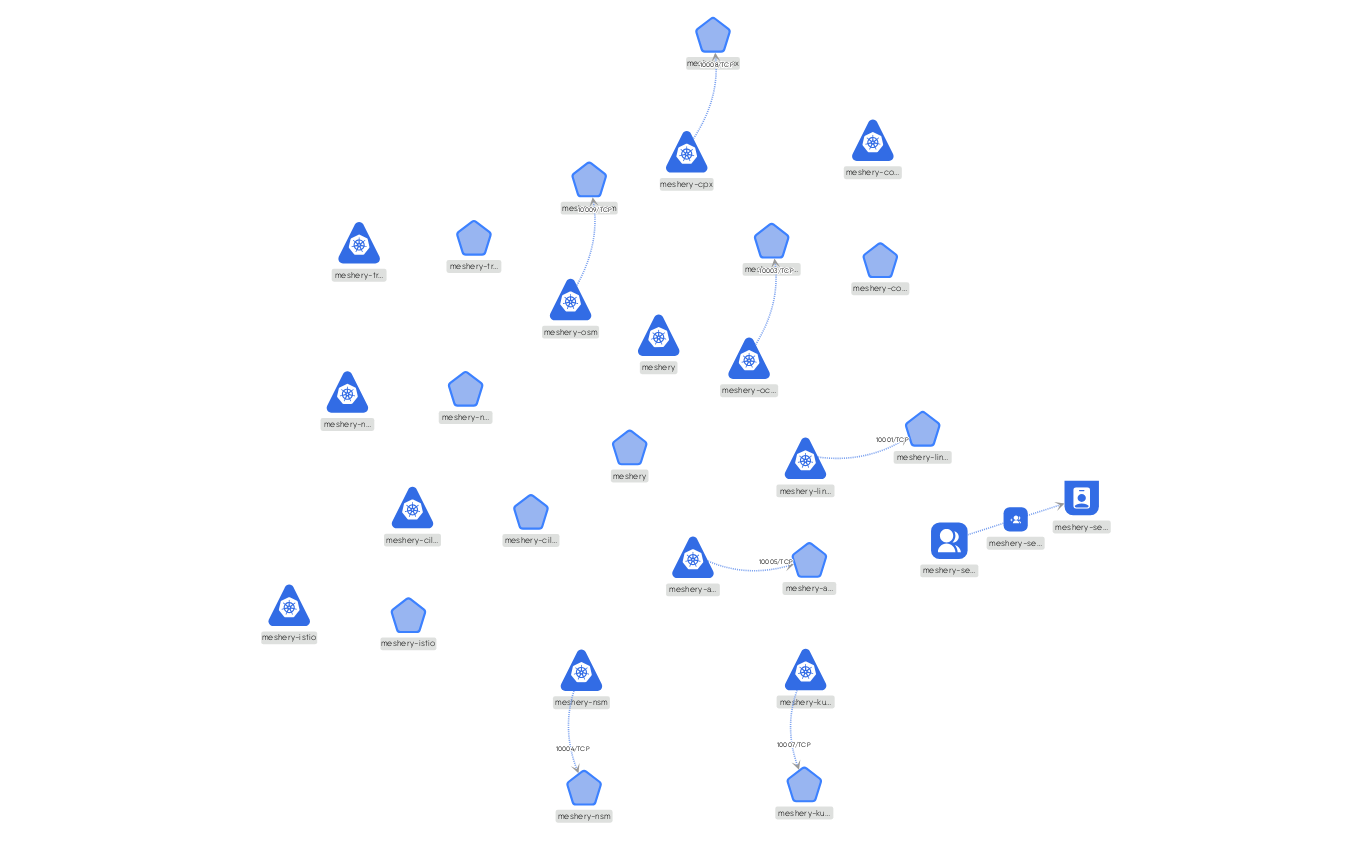 10008/TCP
meshery-co...
meshery-cpx
10009/TCP
meshery-tr...
meshery-tr...
10003/TCP
meshery-co...
meshery-osm
meshery
meshery-oc...
meshery-n...
meshery-n...
10001/TCP
meshery-lin...
meshery
meshery-lin...
meshery-se...
meshery-cil...
meshery-cil...
meshery-se...
10005/TCP
meshery-se...
meshery-a...
meshery-a...
meshery-istio
meshery-istio
meshery-nsm
meshery-ku...
10004/TCP
10007/TCP
meshery-nsm
meshery-ku...